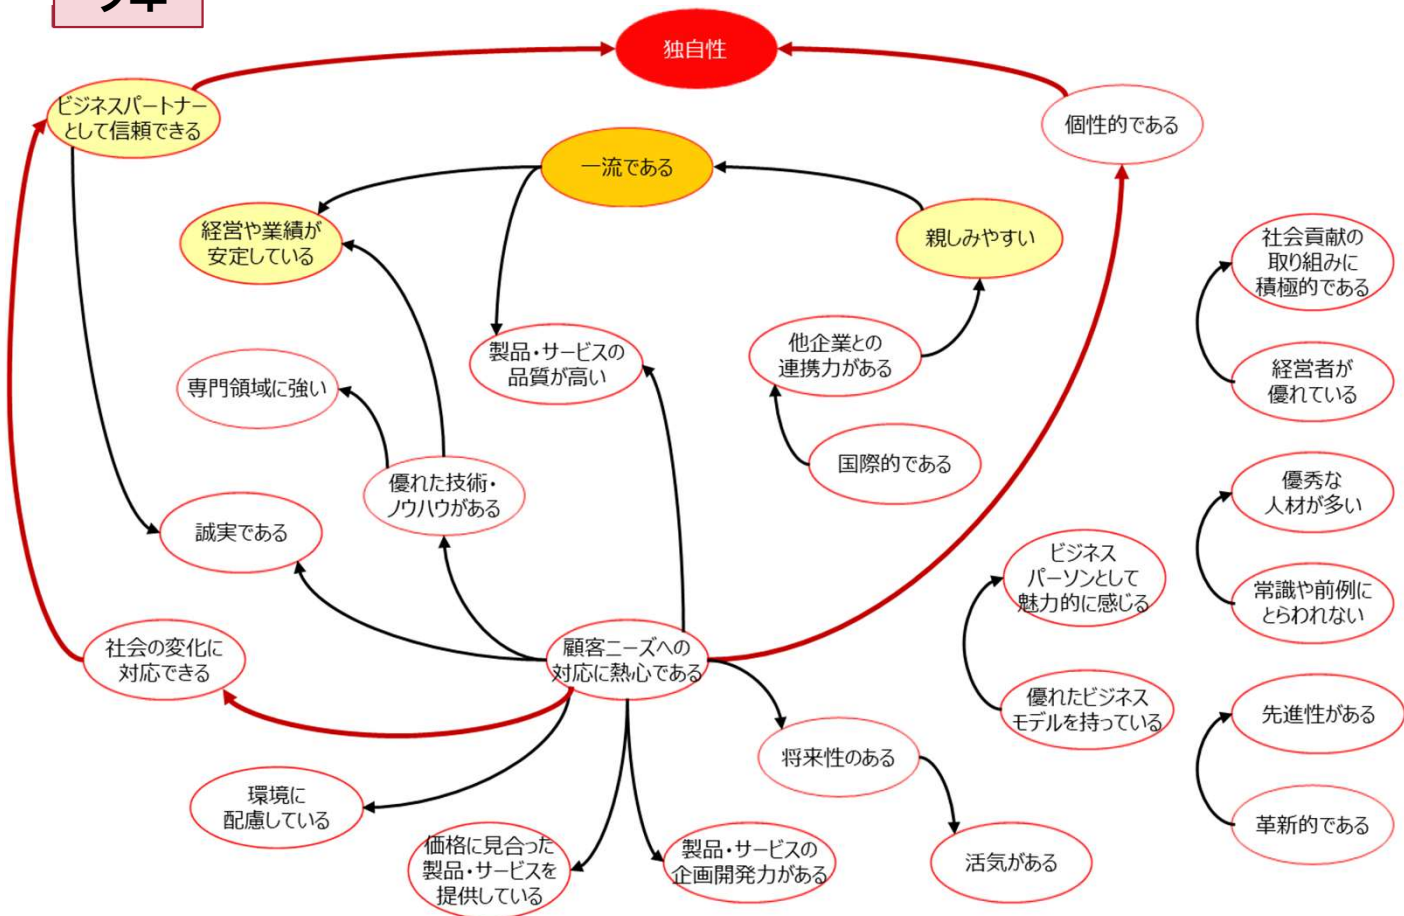 独自性
ビジネスパートナー
として信頼できる
個性的である
一流である
経営や業績が
安定している
親しみやすい
社会貢献の
取り組みに
積極的である
製品・サービスの
品質が高い
他企業との
連携力がある
専門領域に強い
経営者が
優れている
国際的である
優れた技術・
ノウハウがある
優秀な
人材が多い
誠実である
ビジネス
パーソンとして
魅力的に感じる
常識や前例に
とらわれない
社会の変化に
対応できる
顧客ニーズへの
対応に熱心である
優れたビジネス
モデルを持っている
先進性がある
将来性のある
環境に
配慮している
革新的である
価格に見合った
製品・サービスを
提供している
製品・サービスの
企画開発力がある
活気がある